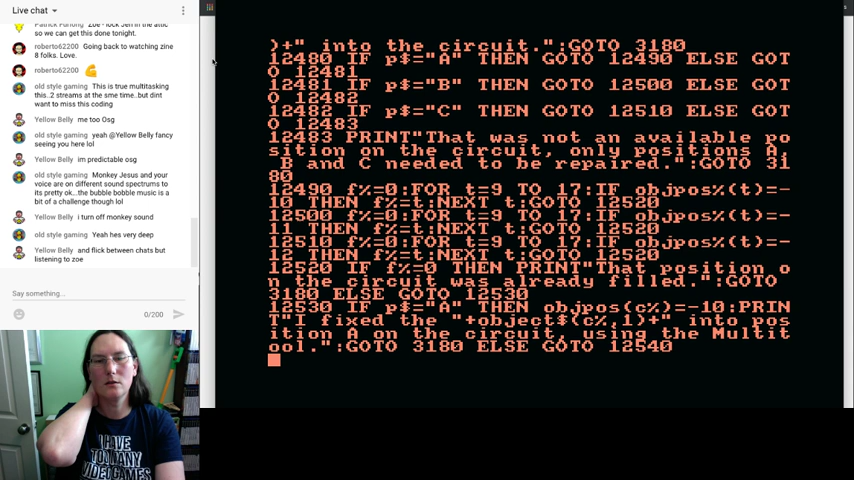 Live chat
Patrick Furlong Zoe - lock Jen in the attic
so we can get this done tonight.
roberto62200 Going back to watching zine
8 folks. Love.
roberto62200
old style gaming This is true multitasking
this..2 streams at the sme time..but dint
want to miss this coding
Yellow Belly me too Osg
old style gaming yeah @Yellow Belly fancy
seeing you here lol
Yellow Belly im predictable osg
old style gaming Monkey Jesus and your
voice are on different sound spectrums to
its pretty ok...the bubble bobble music is a
bit of a challenge though lol
Yellow Belly i turn off monkey sound
old style gaming Yeah hes very deep
Yellow Belly and flick between chats but
listening to zoe
Say something...
0/200
I HAVE
TOO MANY
VIDEO GAMES
)+" into the circuit.":GOTO 3180
12480 IF p$="A" THEN GOTO 12490 ELSE GOT
O 12481
12481 IF p$="B" THEN GOTO 12500 ELSE GOT
O 12482
12482 IF p$="C" THEN GOTO 12510 ELSE GOT
O 12483
12483 PRINT"That was not an available po
sition on the circuit, only positions A,
B and C needed to be repaired.":GOTO 31
80
12490 f%=0:FOR t=9 TO 17:IF objpos%(t)=-
10 THEN f%=t:NEXT t:GOTO 12520
12500 f%=0:FOR t=9 TO 17:IF objpos%(t)=-
11 THEN f%=t:NEXT t:GOTO 12520
12510 f%=0:FOR t=9 TO 17:IF objpos%(t)=-
12 THEN f%=t:NEXT t:GOTO 12520
12520 IF f%=0 THEN PRINT"That position o
n the circuit was already filled.":GOTO
3180 ELSE GOTO 12530
12530 IF p$="A" THEN objpos(c%)=-10:PRIN
T"I fixed the "+object$(c%,1)+" into pos
ition A on the circuit, using the Multit
ool.":GOTO 3180 ELSE GOTO 12540